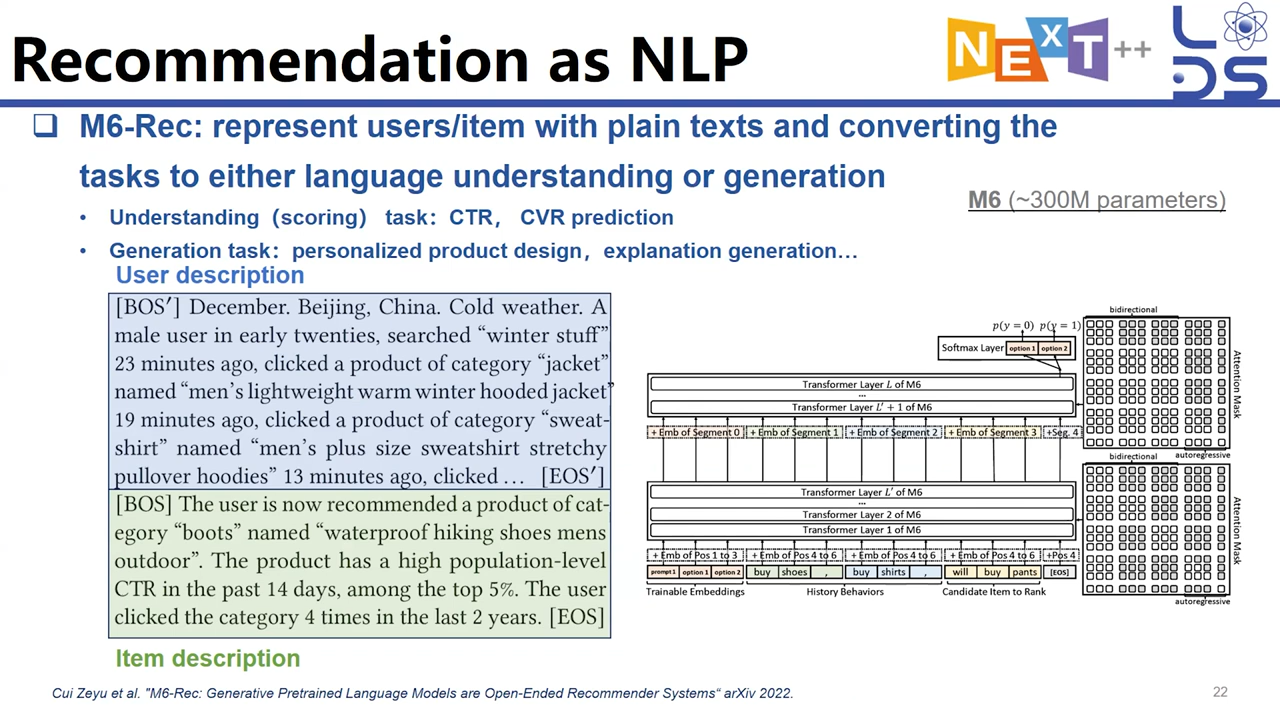 Recommendation as NLP
NExT++
LDS
❑ M6-Rec: represent users/item with plain texts and converting the
tasks to either language understanding or generation
M6 (~300M parameters)
• Understanding（scoring） task：CTR， CVR prediction
• Generation task：personalized product design，explanation generation…
User description
[BOS′] December. Beijing, China. Cold weather. A
male user in early twenties, searched “winter stuff”
23 minutes ago, clicked a product of category “jacket”
named “men’s lightweight warm winter hooded jacket”
19 minutes ago, clicked a product of category “sweat-
shirt” named “men’s plus size sweatshirt stretchy
pullover hoodies” 13 minutes ago, clicked … [EOS′]
[BOS] The user is now recommended a product of cat-
egory “boots” named “waterproof hiking shoes mens
outdoor”. The product has a high population-level
CTR in the past 14 days, among the top 5%. The user
clicked the category 4 times in the last 2 years. [EOS]
Item description
p(y = 0) p(y = 1)
Softmax Layer option 1 option 2
Transformer Layer L of M6
...
Transformer Layer L′ + 1 of M6
+ Emb of Segment 0 + Emb of Segment 1 + Emb of Segment 2 + Emb of Segment 3 +Seg. 4
Transformer Layer L′ of M6
...
Transformer Layer 2 of M6
Transformer Layer 1 of M6
+ Emb of Pos 1 to 3 + Emb of Pos 4 to 6 + Emb of Pos 4 to 6 + Emb of Pos 4 to 6 +Pos 4
prompt 1 option 1 option 2 buy shoes , buy shirts , will buy pants [EOS]
Trainable Embeddings History Behaviors Candidate Item to Rank
bidirectional
Attention Mask
autoregressive
bidirectional
Attention Mask
autoregressive
Cui Zeyu et al. "M6-Rec: Generative Pretrained Language Models are Open-Ended Recommender Systems“ arXiv 2022.
22